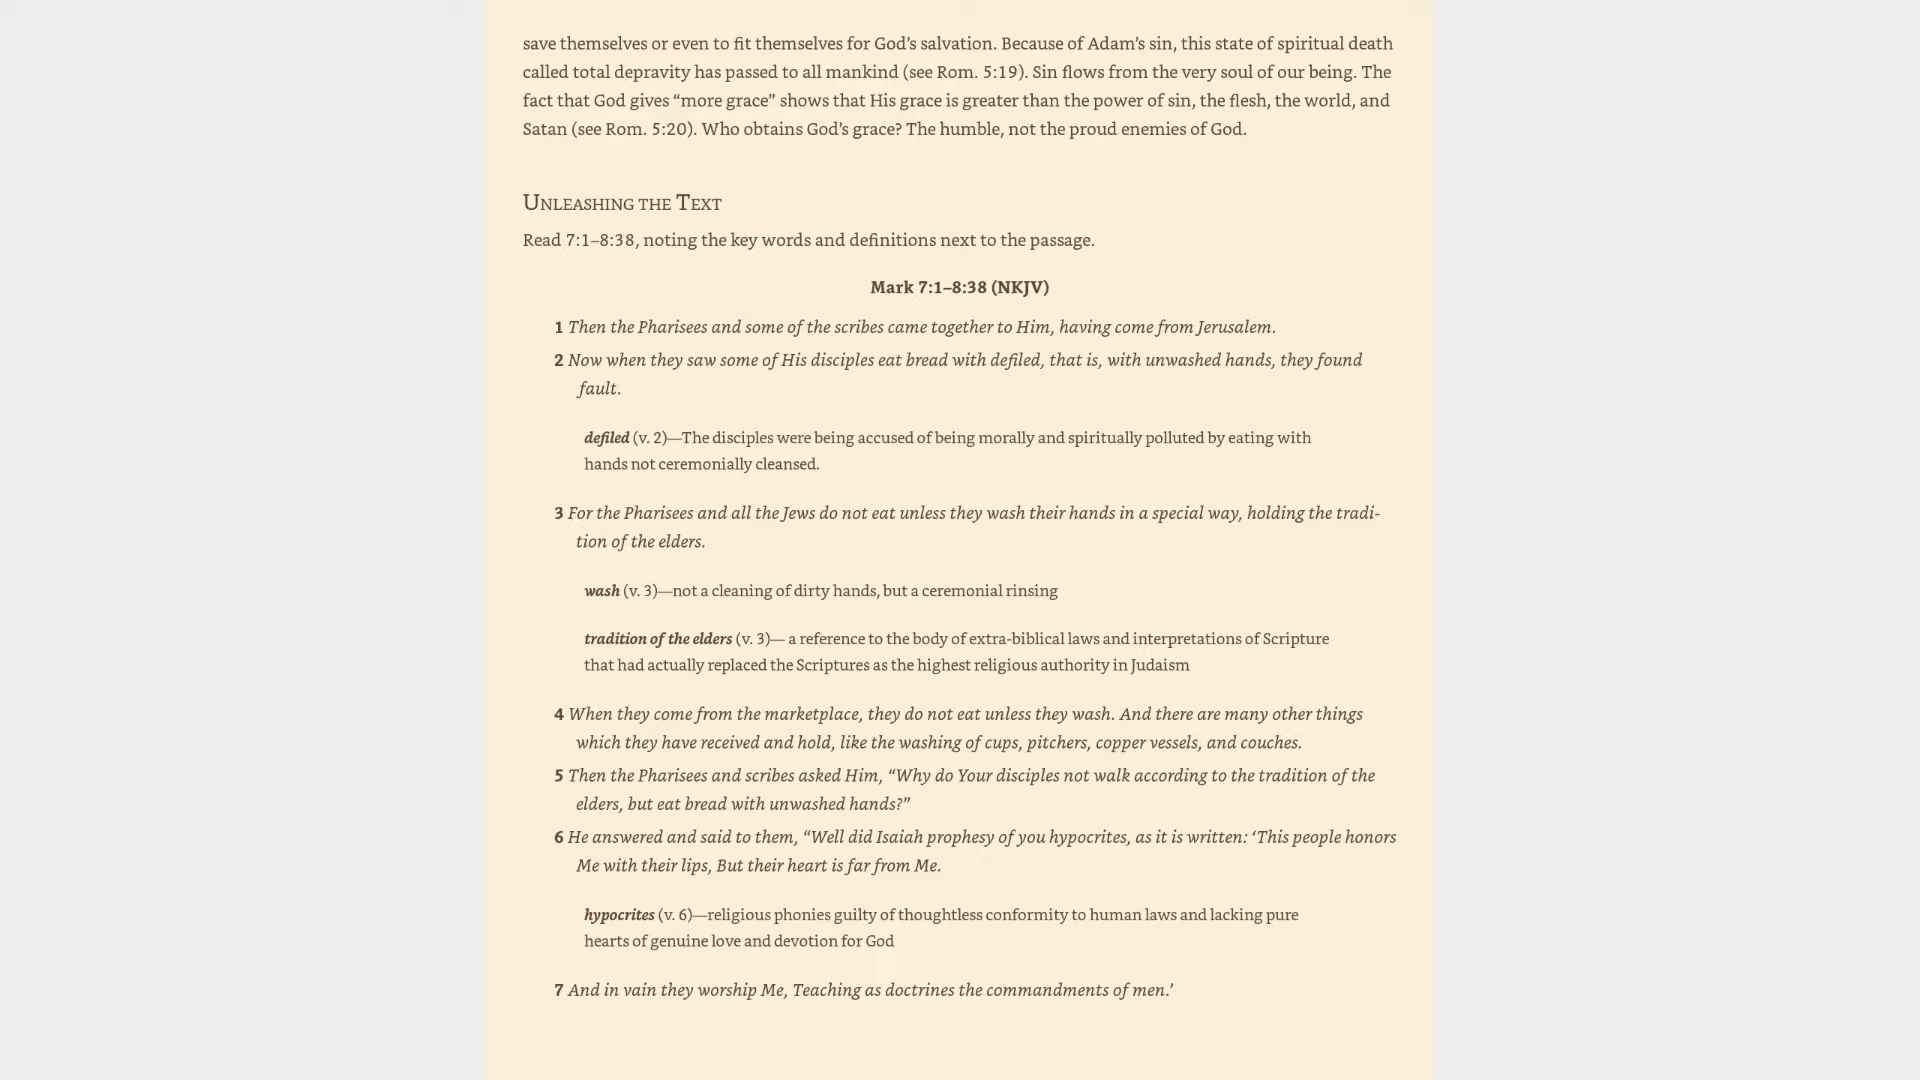 save themselves or even to fit themselves for God’s salvation. Because of Adam’s sin, this state of spiritual death
called total depravity has passed to all mankind (see Rom. 5:19). Sin flows from the very soul of our being. The
fact that God gives “more grace” shows that His grace is greater than the power of sin, the flesh, the world, and
Satan (see Rom. 5:20). Who obtains God’s grace? The humble, not the proud enemies of God.
Unleashing the Text
Read 7:1–8:38, noting the key words and definitions next to the passage.
Mark 7:1–8:38 (NKJV)
1 Then the Pharisees and some of the scribes came together to Him, having come from Jerusalem.
2 Now when they saw some of His disciples eat bread with defiled, that is, with unwashed hands, they found
fault.
defiled (v. 2)—The disciples were being accused of being morally and spiritually polluted by eating with
hands not ceremonially cleansed.
3 For the Pharisees and all the Jews do not eat unless they wash their hands in a special way, holding the tradi-
tion of the elders.
wash (v. 3)—not a cleaning of dirty hands, but a ceremonial rinsing
tradition of the elders (v. 3)— a reference to the body of extra-biblical laws and interpretations of Scripture
that had actually replaced the Scriptures as the highest religious authority in Judaism
4 When they come from the marketplace, they do not eat unless they wash. And there are many other things
which they have received and hold, like the washing of cups, pitchers, copper vessels, and couches.
5 Then the Pharisees and scribes asked Him, “Why do Your disciples not walk according to the tradition of the
elders, but eat bread with unwashed hands?”
6 He answered and said to them, “Well did Isaiah prophesy of you hypocrites, as it is written: ‘This people honors
Me with their lips, But their heart is far from Me.
hypocrites (v. 6)—religious phonies guilty of thoughtless conformity to human laws and lacking pure
hearts of genuine love and devotion for God
7 And in vain they worship Me, Teaching as doctrines the commandments of men.’